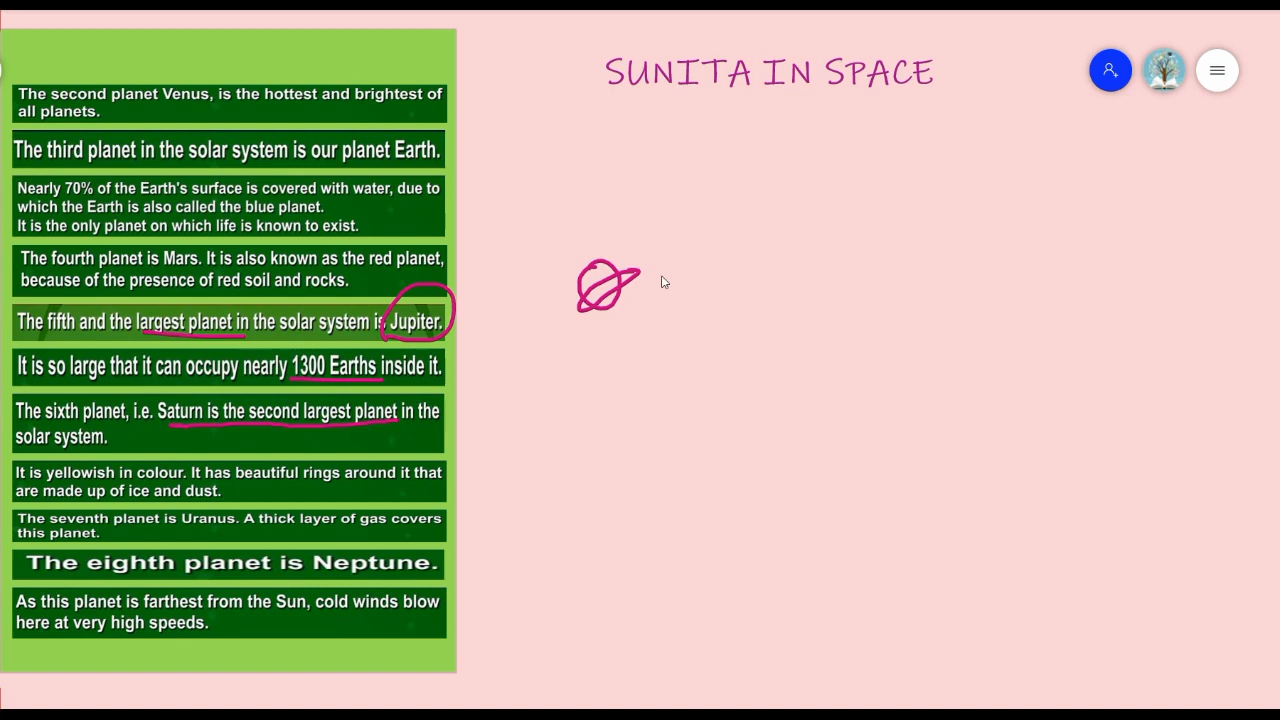 SUNITA IN SPACE
The second planet Venus, is the hottest and brightest of
all planets.
The third planet in the solar system is our planet Earth.
Nearly 70% of the Earth's surface is covered with water, due to
which the Earth is also called the blue planet.
It is the only planet on which life is known to exist.
The fourth planet is Mars. It is also known as the red planet,
because of the presence of red soil and rocks.
The fifth and the largest planet in the solar system is Jupiter.
It is so large that it can occupy nearly 1300 Earths inside it.
The sixth planet, i.e. Saturn is the second largest planet in the
solar system.
It is yellowish in colour. It has beautiful rings around it that
are made up of ice and dust.
The seventh planet is Uranus. A thick layer of gas covers
this planet.
The eighth planet is Neptune.
As this planet is farthest from the Sun, cold winds blow
here at very high speeds.